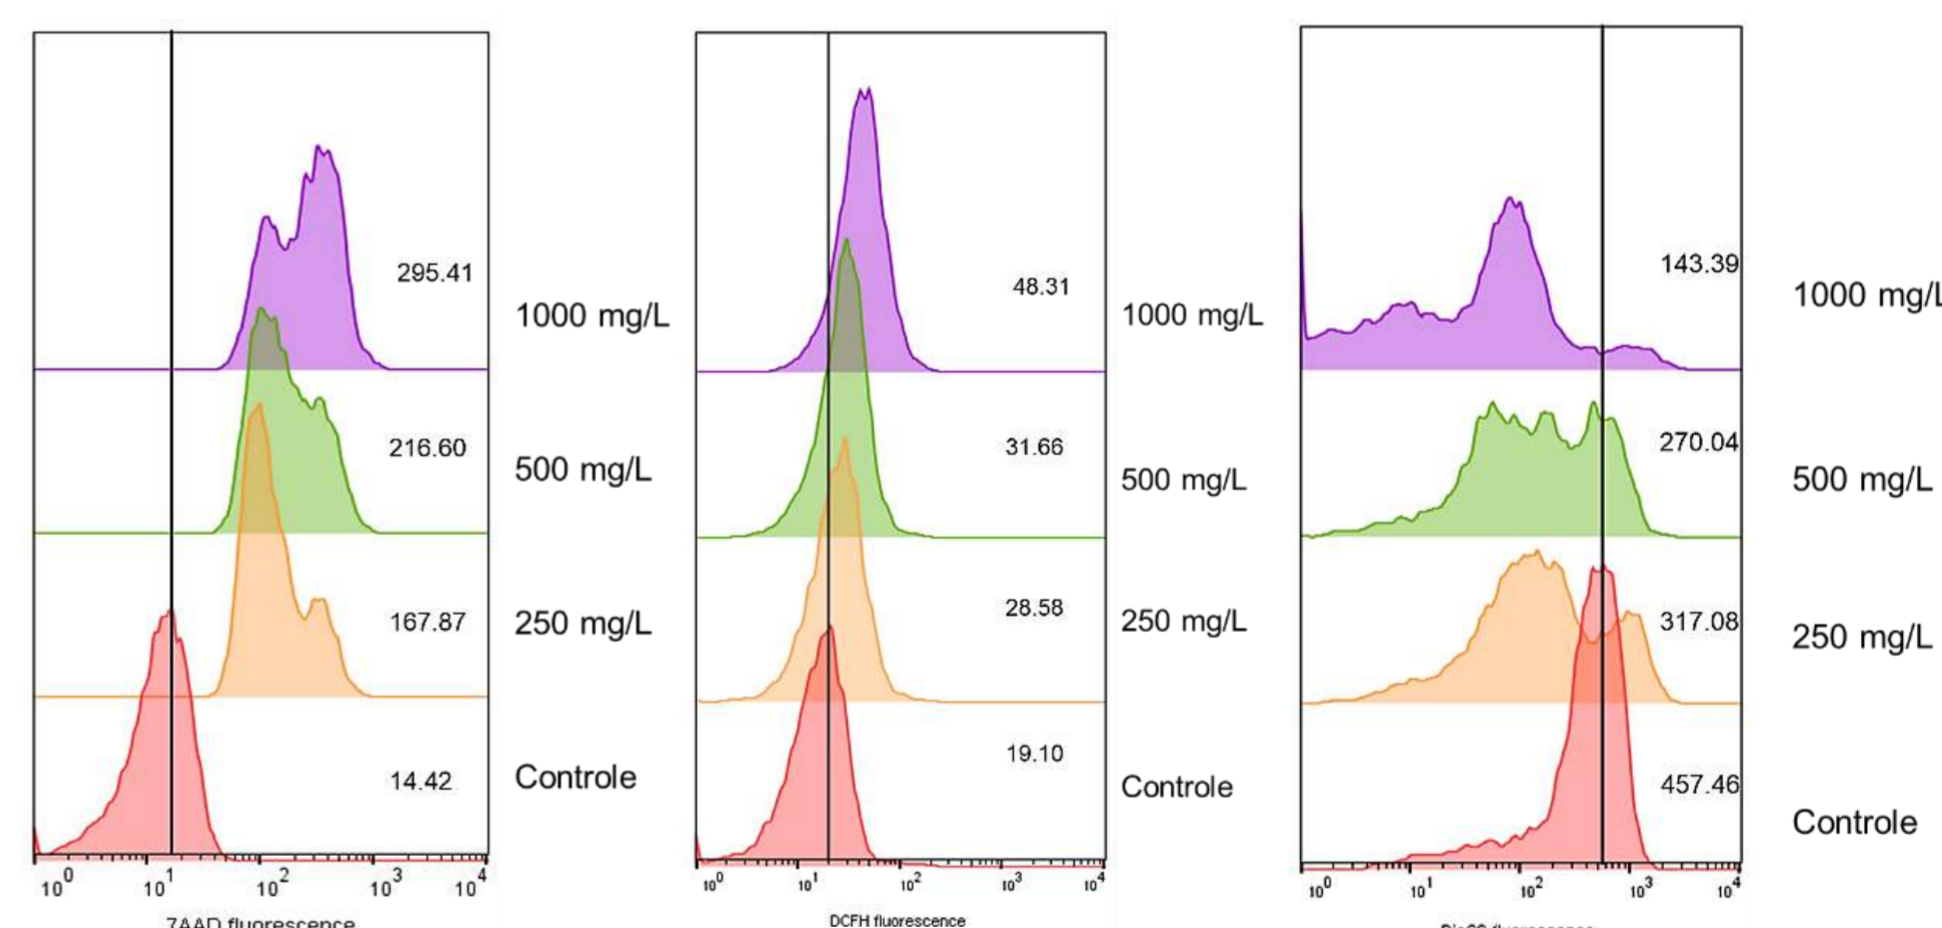 295.41
1000 mg/L
216.60
500 mg/L
167.87
250 mg/L
14.42
Controle
10^0 10^1 10^2 10^3 10^4
7AAD fluorescence
48.31
1000 mg/L
31.66
500 mg/L
28.58
250 mg/L
19.10
Controle
10^0 10^1 10^2 10^3 10^4
DCFH fluorescence
143.39
1000 mg/L
270.04
500 mg/L
317.08
250 mg/L
457.46
Controle
10^0 10^1 10^2 10^3 10^4
fluorescence